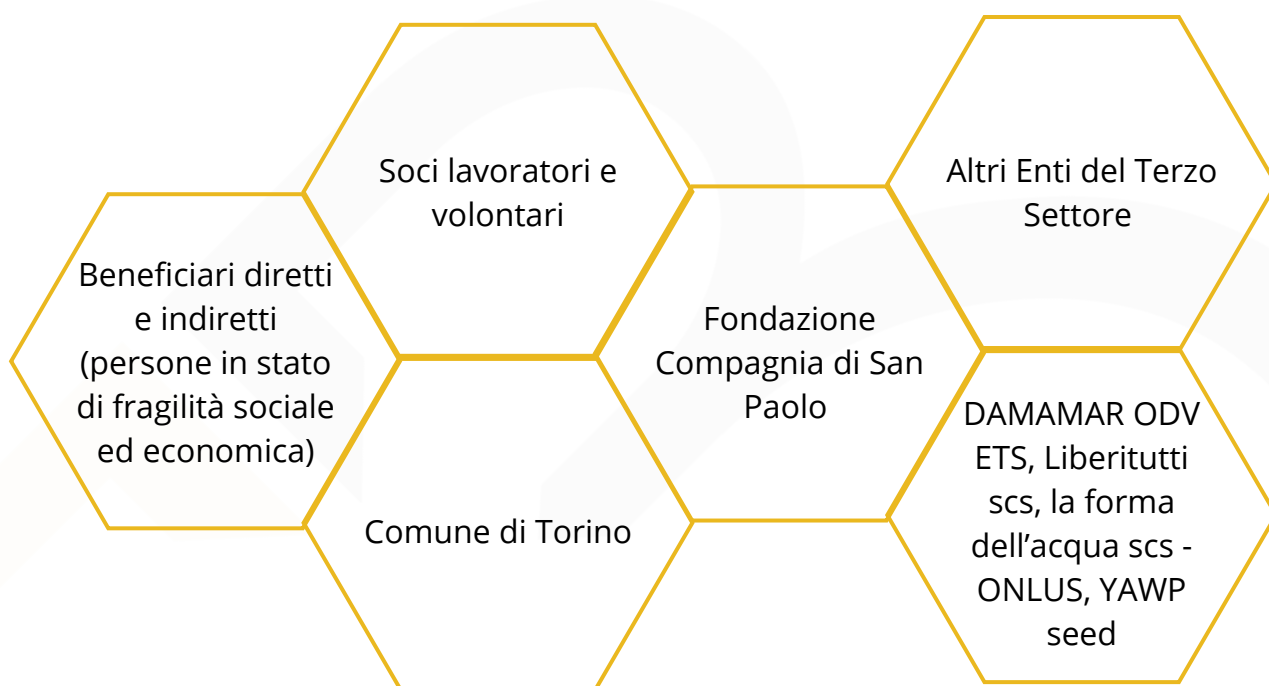 Beneficiari diretti
e indiretti
(persone in stato
di fragilità sociale
ed economica)
Soci lavoratori e
volontari
Comune di Torino
Fondazione
Compagnia di San
Paolo
Altri Enti del Terzo
Settore
DAMAMAR ODV
ETS, Liberitutti
scs, la forma
dell’acqua scs -
ONLUS, YAWP
seed